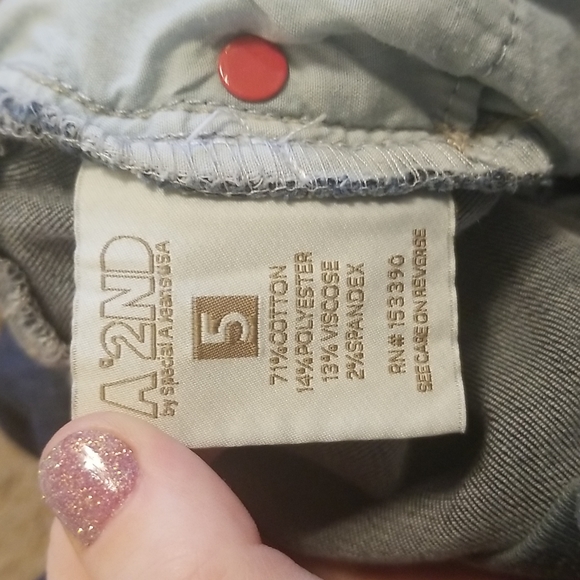 A'2ND
by Special A Jeans USA
5
71% COTTON
14% POLYESTER
13% VISCOSE
2% SPANDEX
RN# 153390
SEE CARE ON REVERSE